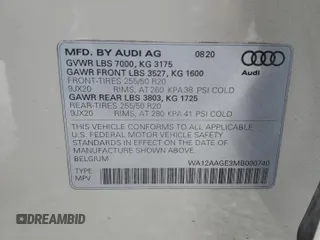 MFD. BY AUDI AG 08 20
GVWR LBS 7000, KG 3175
GAWR FRONT LBS 3527, KG 1600
FRONT-TIRES 255/50 R20
9JX20 RIMS, AT 260 KPA 38 PSI COLD
GAWR REAR LBS 3803, KG 1725
REAR-TIRES 255/50 R20
9JX20 RIMS, AT 280 KPA 41 PSI COLD
THIS VEHICLE CONFORMS TO ALL APPLICABLE
U.S. FEDERAL MOTOR VEHICLE SAFETY
STANDARDS IN EFFECT ON THE DATE OF
MANUFACTURE SHOWN ABOVE.
BELGIUM WA12AAGE3MB000740
TYPE:
MPV
Audi
© DREAMBID